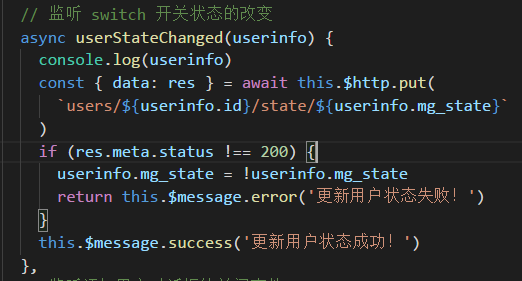 // 监听 switch 开关状态的改变
async userStateChanged(userinfo) {
console.log(userinfo)
const { data: res } = await this.$http.put(
`users/${userinfo.id}/state/${userinfo.mg_state}`
)
if (res.meta.status !== 200) {
userinfo.mg_state = !userinfo.mg_state
return this.$message.error('更新用户状态失败！')
}
this.$message.success('更新用户状态成功！')
},